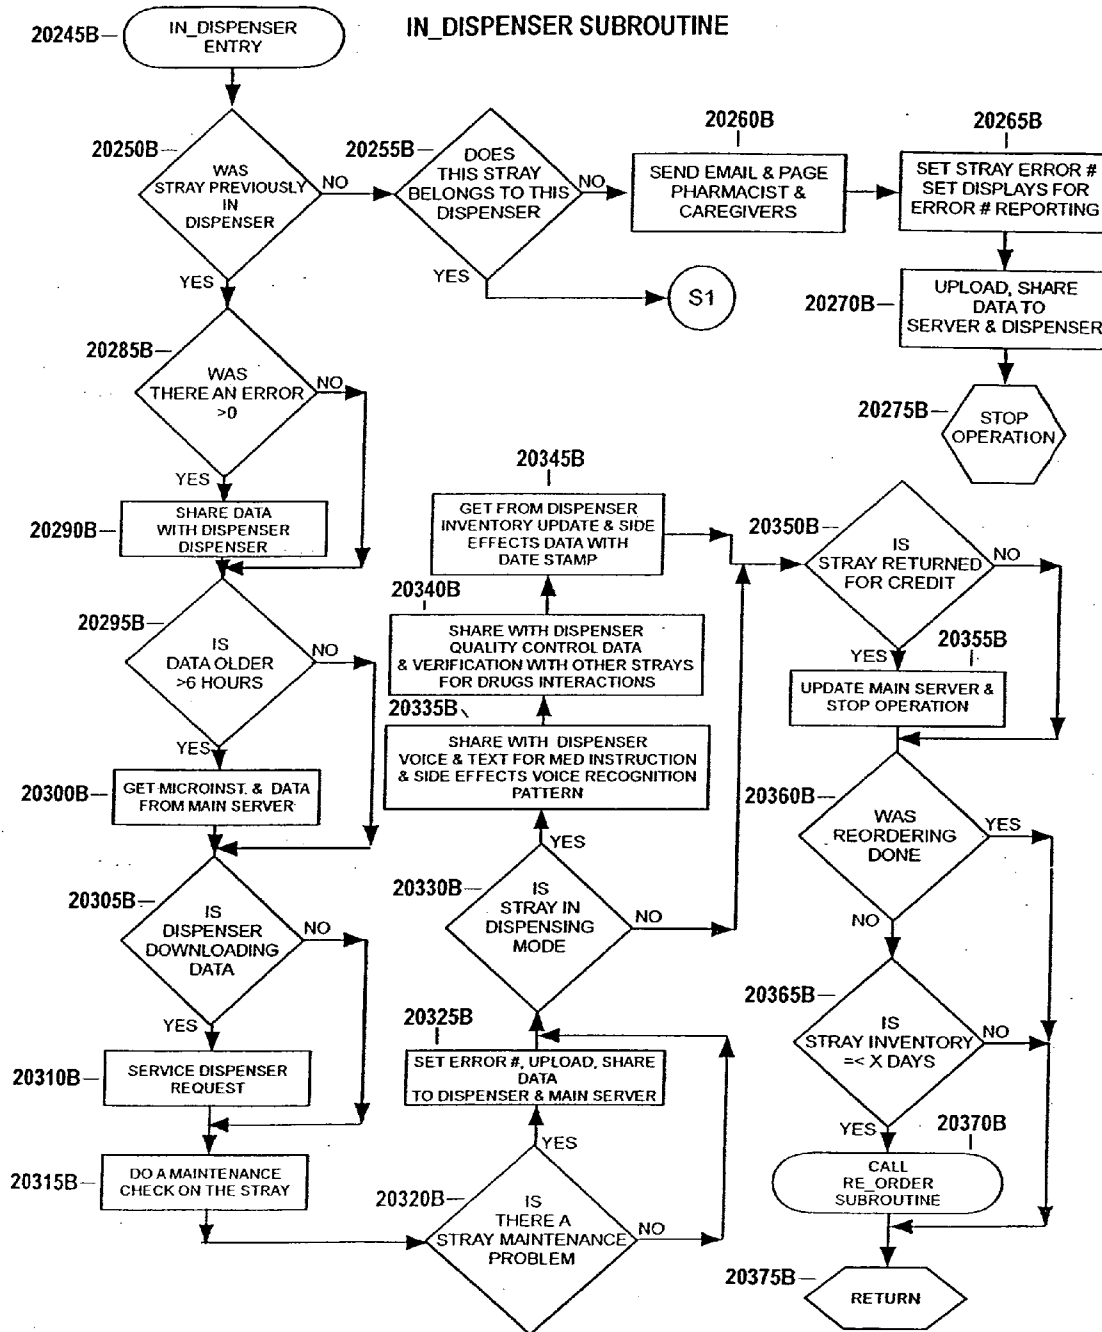 IN_DISPENSER SUBROUTINE
20245B
IN_DISPENSER
ENTRY
20250B
WAS
STRAY PREVIOUSLY
IN
DISPENSER
NO
YES
20255B
DOES
THIS STRAY
BELONGS TO THIS
DISPENSER
NO
YES
S1
20260B
SEND EMAIL & PAGE
PHARMACIST &
CAREGIVERS
20265B
SET STRAY ERROR #
SET DISPLAYS FOR
ERROR # REPORTING
20270B
UPLOAD, SHARE
DATA TO
SERVER & DISPENSER
20275B
STOP
OPERATION
20285B
WAS
THERE AN ERROR
>0
NO
YES
20290B
SHARE DATA
WITH DISPENSER
DISPENSER
20295B
IS
DATA OLDER
>6 HOURS
NO
YES
20300B
GET MICROINST. & DATA
FROM MAIN SERVER
20305B
IS
DISPENSER
DOWNLOADING
DATA
NO
YES
20310B
SERVICE DISPENSER
REQUEST
20315B
DO A MAINTENANCE
CHECK ON THE STRAY
20320B
IS
THERE A
STRAY MAINTENANCE
PROBLEM
NO
YES
20325B
SET ERROR #, UPLOAD, SHARE
DATA
TO DISPENSER & MAIN SERVER
20330B
IS
STRAY IN
DISPENSING
MODE
NO
YES
20335B
SHARE WITH DISPENSER
VOICE & TEXT FOR MED INSTRUCTION
& SIDE EFFECTS VOICE RECOGNITION
PATTERN
20340B
SHARE WITH DISPENSER
QUALITY CONTROL DATA
& VERIFICATION WITH OTHER STRAYS
FOR DRUGS INTERACTIONS
20345B
GET FROM DISPENSER
INVENTORY UPDATE & SIDE
EFFECTS DATA WITH
DATE STAMP
20350B
IS
STRAY RETURNED
FOR CREDIT
NO
YES
20355B
UPDATE MAIN SERVER &
STOP OPERATION
20360B
WAS
REORDERING
DONE
YES
NO
20365B
IS
STRAY INVENTORY
=< X DAYS
NO
YES
20370B
CALL
RE_ORDER
SUBROUTINE
20375B
RETURN